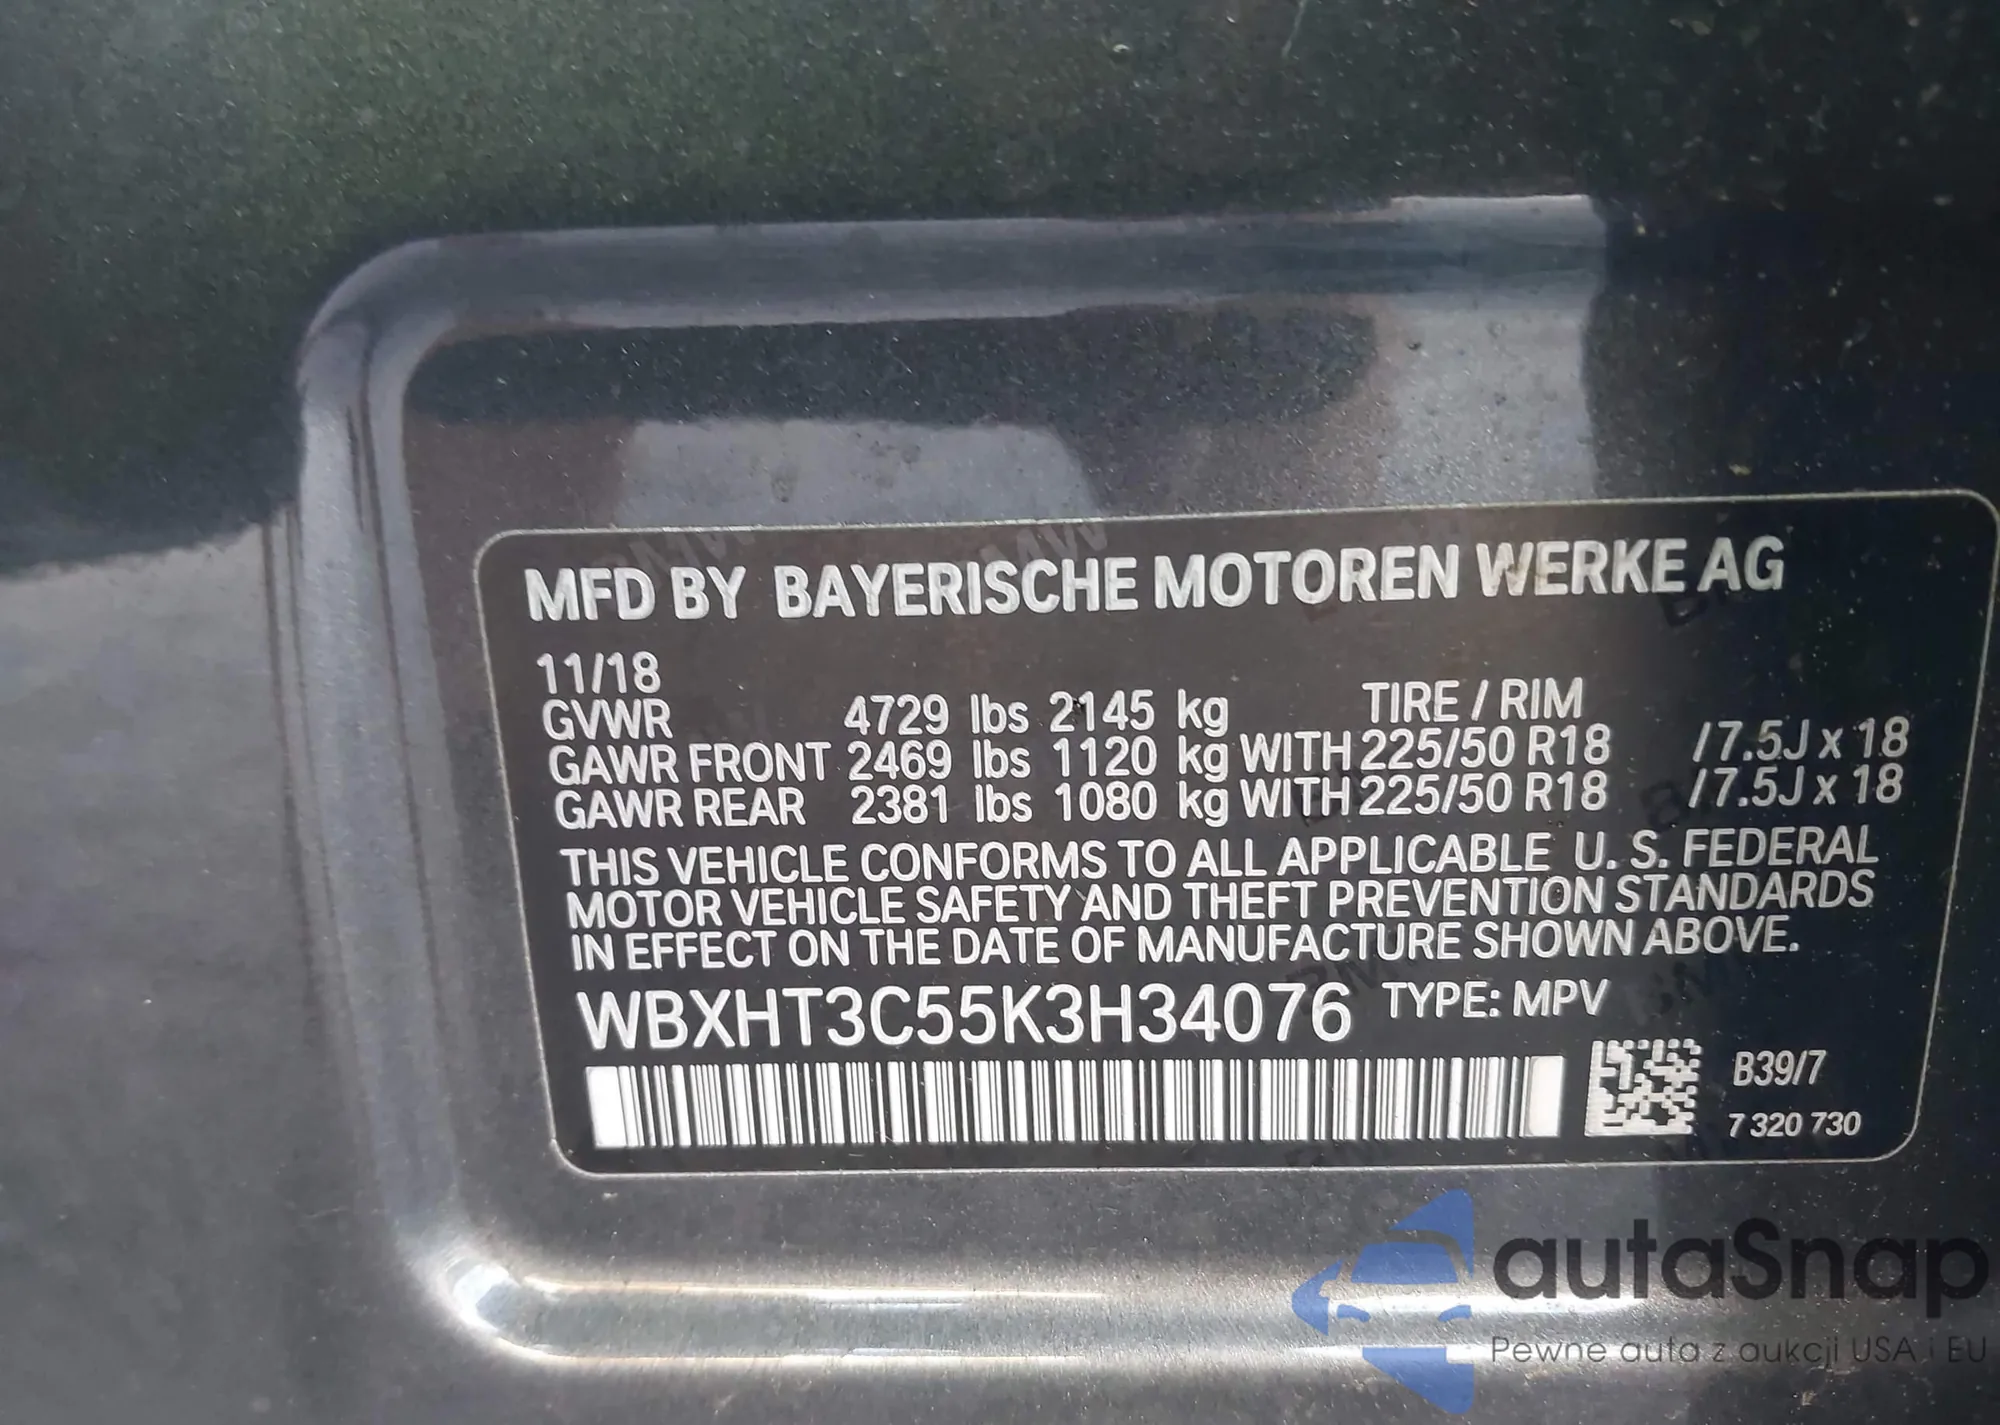 MFD BY BAYERISCHE MOTOREN WERKE AG
11/18
GVWR 4729 lbs 2145 kg TIRE / RIM
GAWR FRONT 2469 lbs 1120 kg WITH 225/50 R18 /7.5J x 18
GAWR REAR 2381 lbs 1080 kg WITH 225/50 R18 /7.5J x 18
THIS VEHICLE CONFORMS TO ALL APPLICABLE U. S. FEDERAL
MOTOR VEHICLE SAFETY AND THEFT PREVENTION STANDARDS
IN EFFECT ON THE DATE OF MANUFACTURE SHOWN ABOVE.
WBXHT3C55K3H34076 TYPE: MPV
B39/7
7 320 730
autaSnap
Pewne auta z aukcji USA i EU